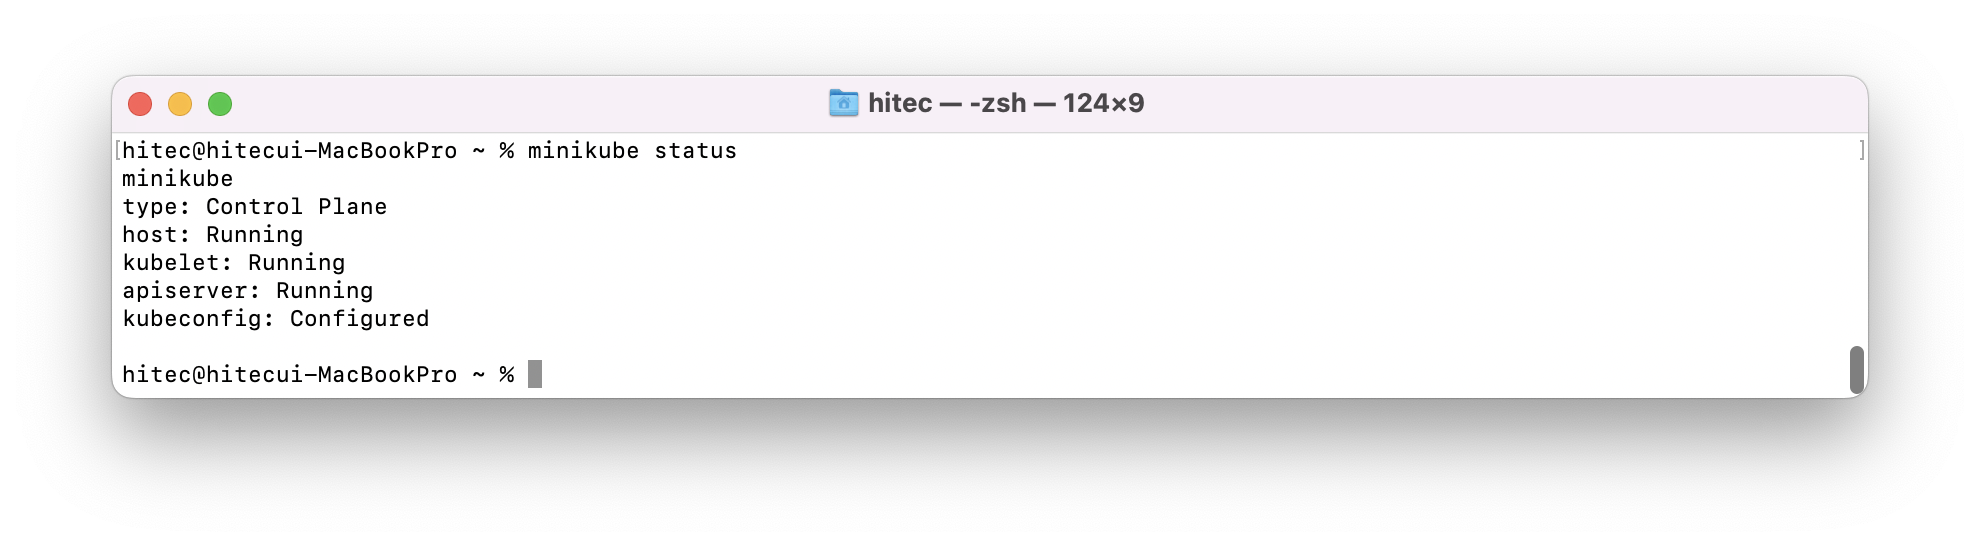 hitec — -zsh — 124×9
[hitec@hitecui-MacBookPro ~ % minikube status ]
minikube
type: Control Plane
host: Running
kubelet: Running
apiserver: Running
kubeconfig: Configured
hitec@hitecui-MacBookPro ~ %